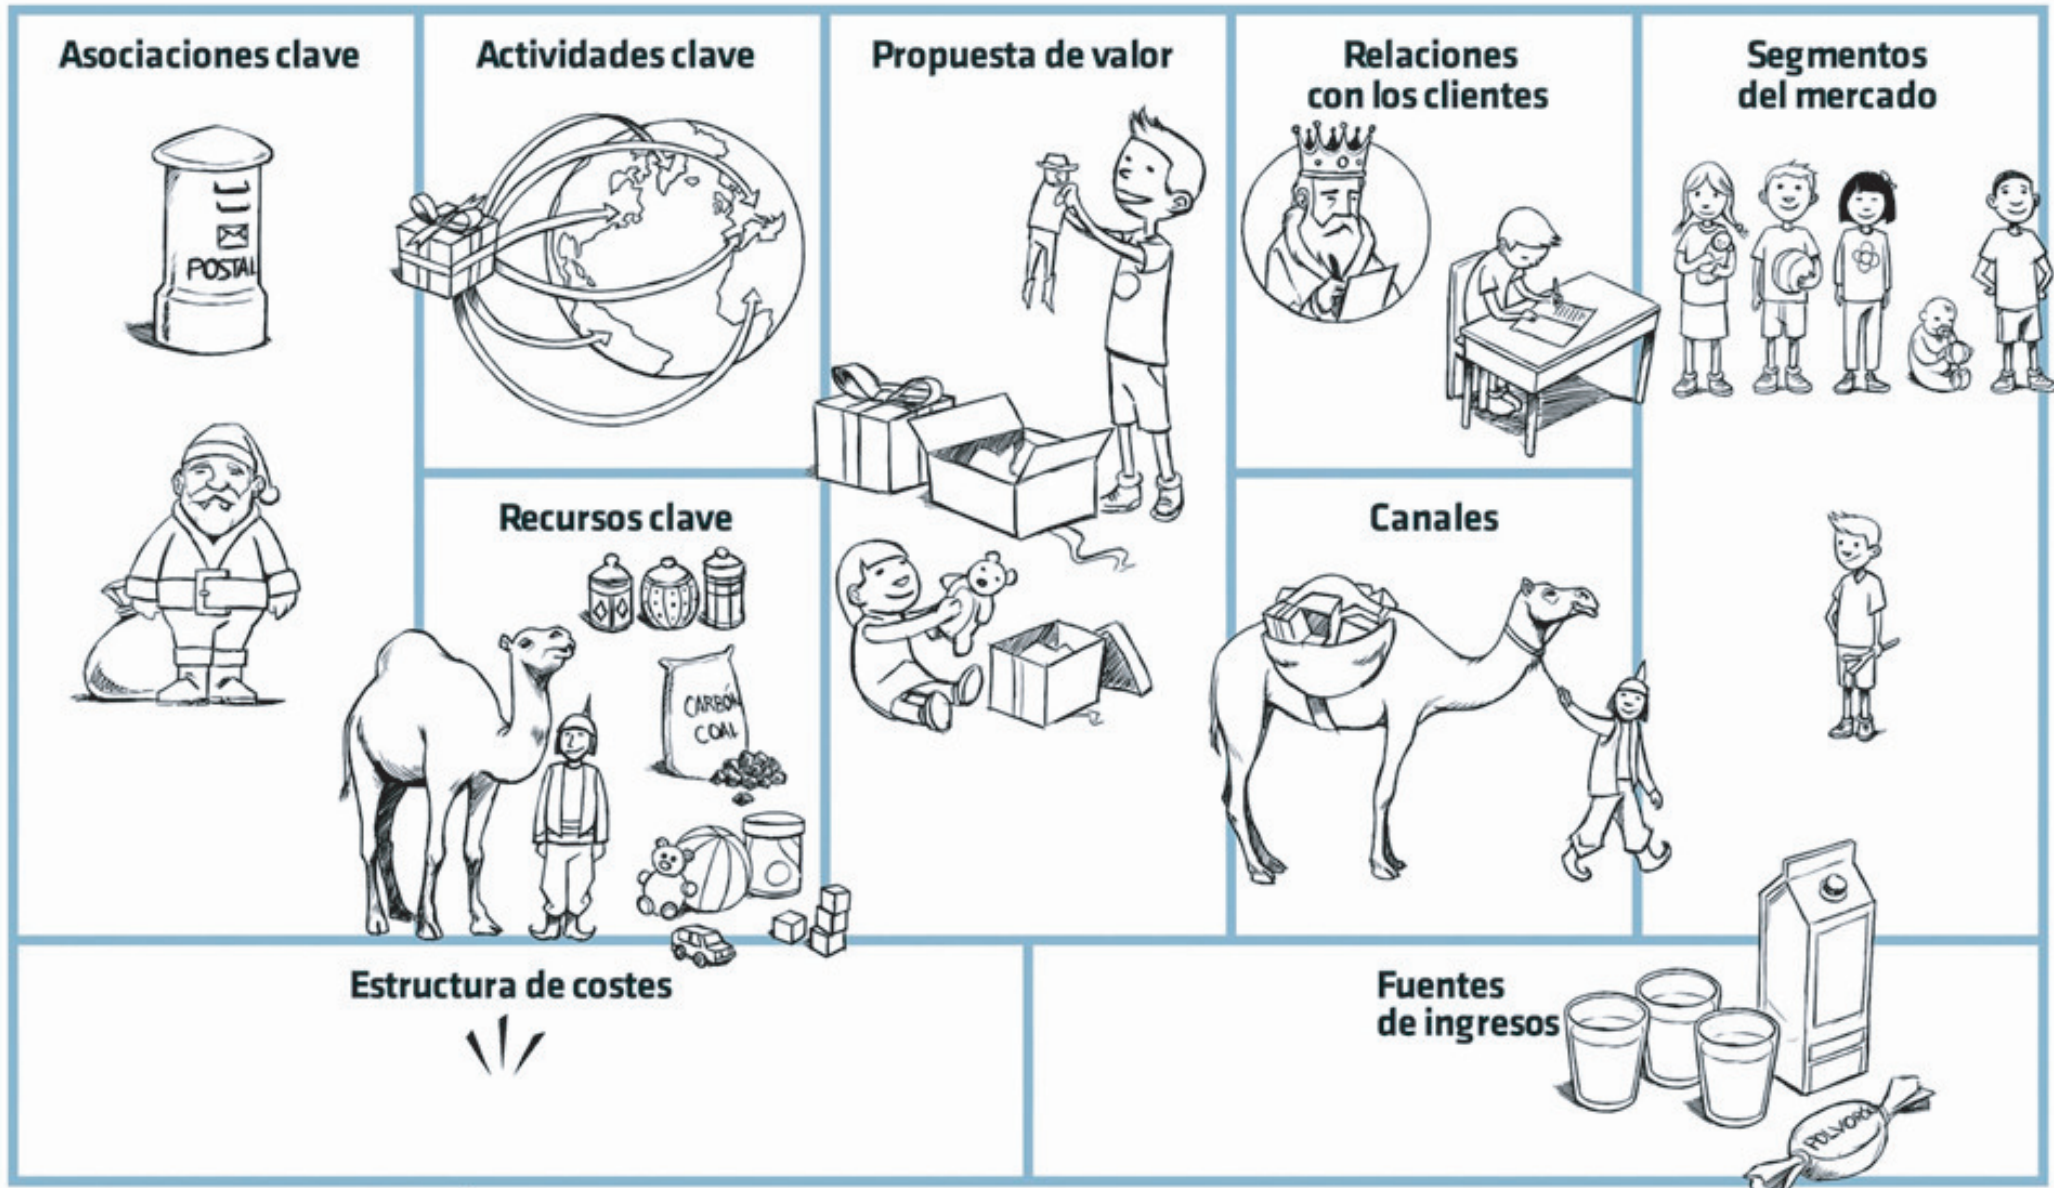 Asociaciones clave
POSTAL
Actividades clave
Recursos clave
CARBÓN
COAL
Propuesta de valor
Relaciones
con los clientes
Canales
Segmentos
del mercado
Estructura de costes
Fuentes
de ingresos
POLVORÓN